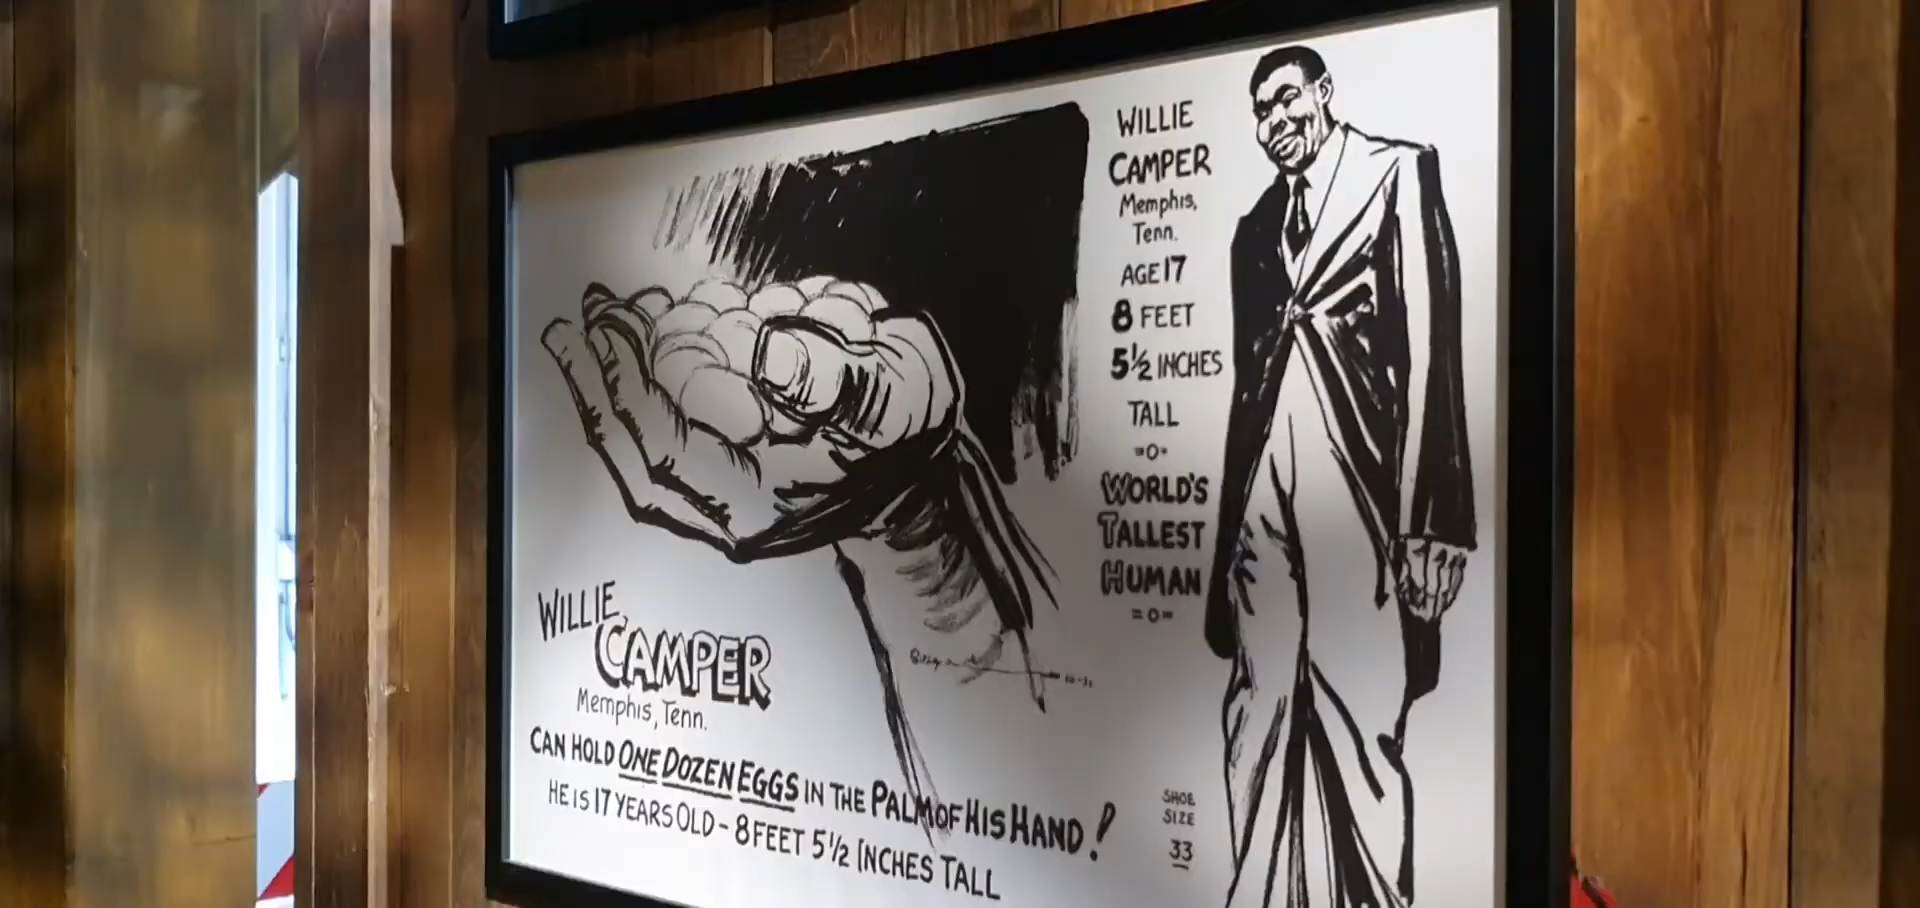 WILLIE
CAMPER
Memphis,
Tenn.
AGE 17
8 FEET
5½ INCHES
TALL
=O=
WORLD'S
TALLEST
HUMAN
=O=
WILLIE
CAMPER
Memphis, Tenn.
CAN HOLD ONE DOZEN EGGS IN THE PALM OF HIS HAND!
HE IS 17 YEARS OLD - 8 FEET 5½ INCHES TALL
SHOE
SIZE
33